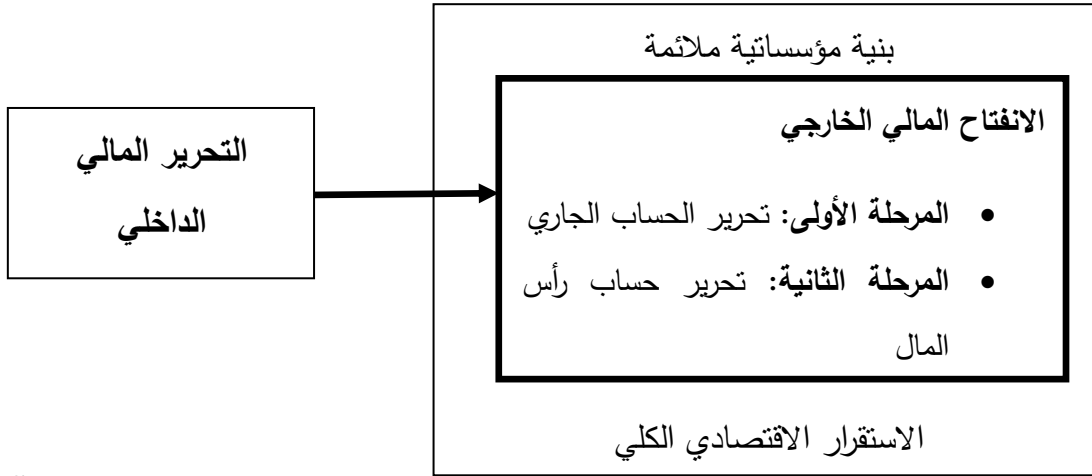 بنية مؤسساتية ملائمة
الانفتاح المالي الخارجي
• المرحلة الأولى: تحرير الحساب الجاري
• المرحلة الثانية: تحرير حساب رأس
المال
الاستقرار الاقتصادي الكلي
التحرير المالي
الداخلي